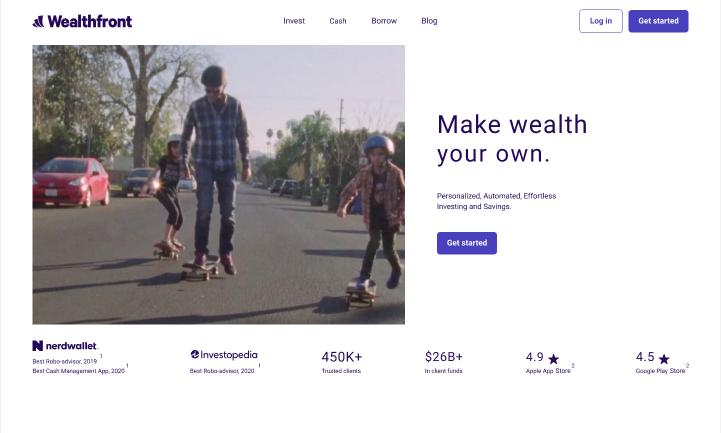 Wealthfront
Invest
Cash
Borrow
Blog
Log in
Get started
Make wealth
your own.
Personalized, Automated, Effortless
Investing and Savings.
Get started
nerdwallet.
Best Robo-advisor, 2019 1
Best Cash Management App, 2020 1
Investopedia
Best Robo-advisor, 2020 1
450K+
Trusted clients
$26B+
In client funds
4.9 ★
Apple App Store 2
4.5 ★
Google Play Store 2